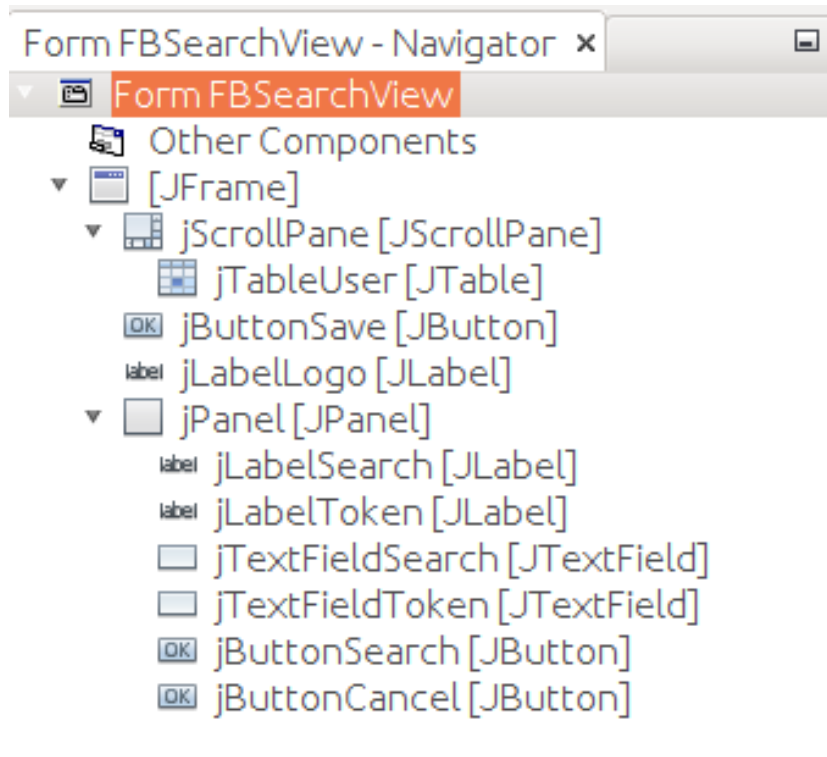 Form FBSearchView - Navigator ×
Form FBSearchView
Other Components
[JFrame]
jScrollPane [JScrollPane]
jTableUser [JTable]
OK jButtonSave [JButton]
label jLabelLogo [JLabel]
jPanel [JPanel]
label jLabelSearch [JLabel]
label jLabelToken [JLabel]
jTextFieldSearch [JTextField]
jTextFieldToken [JTextField]
OK jButtonSearch [JButton]
OK jButtonCancel [JButton]